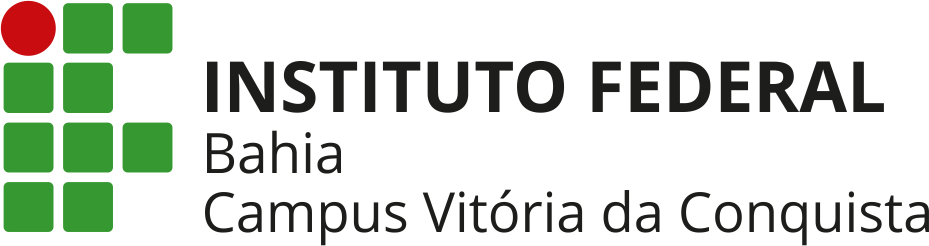 INSTITUTO FEDERAL
Bahia
Campus Vitória da Conquista